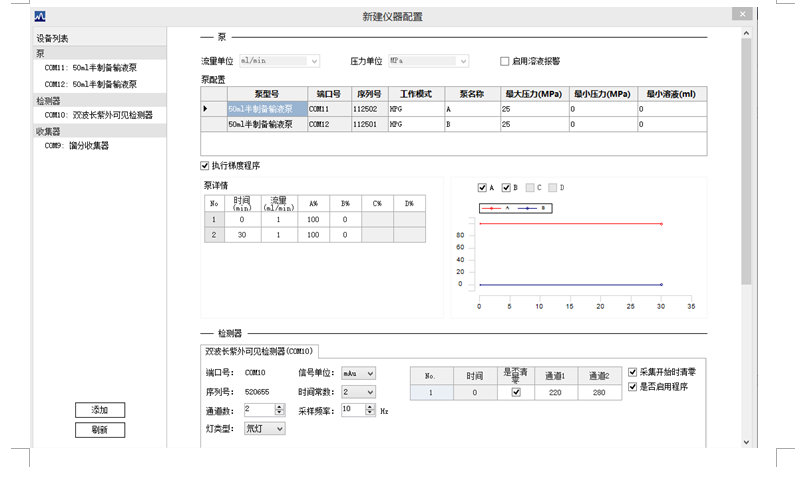 新建仪器配置
设备列表
泵
COM11: 50ml半制备输液泵
COM12: 50ml半制备输液泵
检测器
COM10: 双波长紫外可见检测器
收集器
COM9: 馏分收集器
添加
刷新
泵
流量单位 ml/min 压力单位 MPa 启用溶液报警
泵配置
泵型号 端口号 序列号 工作模式 泵名称 最大压力(MPa) 最小压力(MPa) 最小溶液(ml)
50ml半制备输液泵 COM11 112502 HPG A 25 0 0
50ml半制备输液泵 COM12 112501 HPG B 25 0 0
执行梯度程序
泵详情
No 时间(min) 流量(ml/min) A% B% C% D%
1 0 1 100 0
2 30 1 100 0
A B C D
A B
80
60
40
20
0
0 5 10 15 20 25 30 35
检测器
双波长紫外可见检测器(COM10)
端口号: COM10 信号单位: mAu
序列号: 520655 时间常数: 2
通道数: 2 采样频率: 10 Hz
灯类型: 氘灯
No. 时间 是否清零 通道1 通道2
1 0 220 280
采集开始时清零
是否启用程序